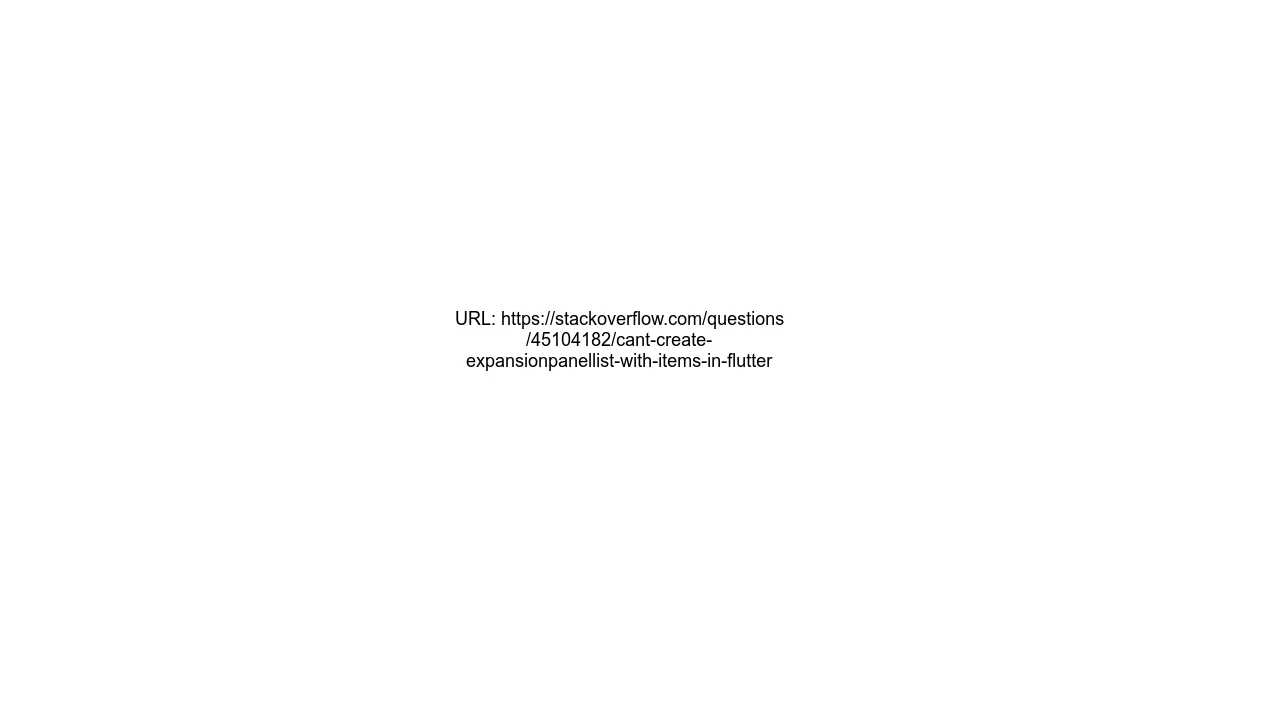 URL: https://stackoverflow.com/questions
/45104182/cant-create-
expansionpanellist-with-items-in-flutter